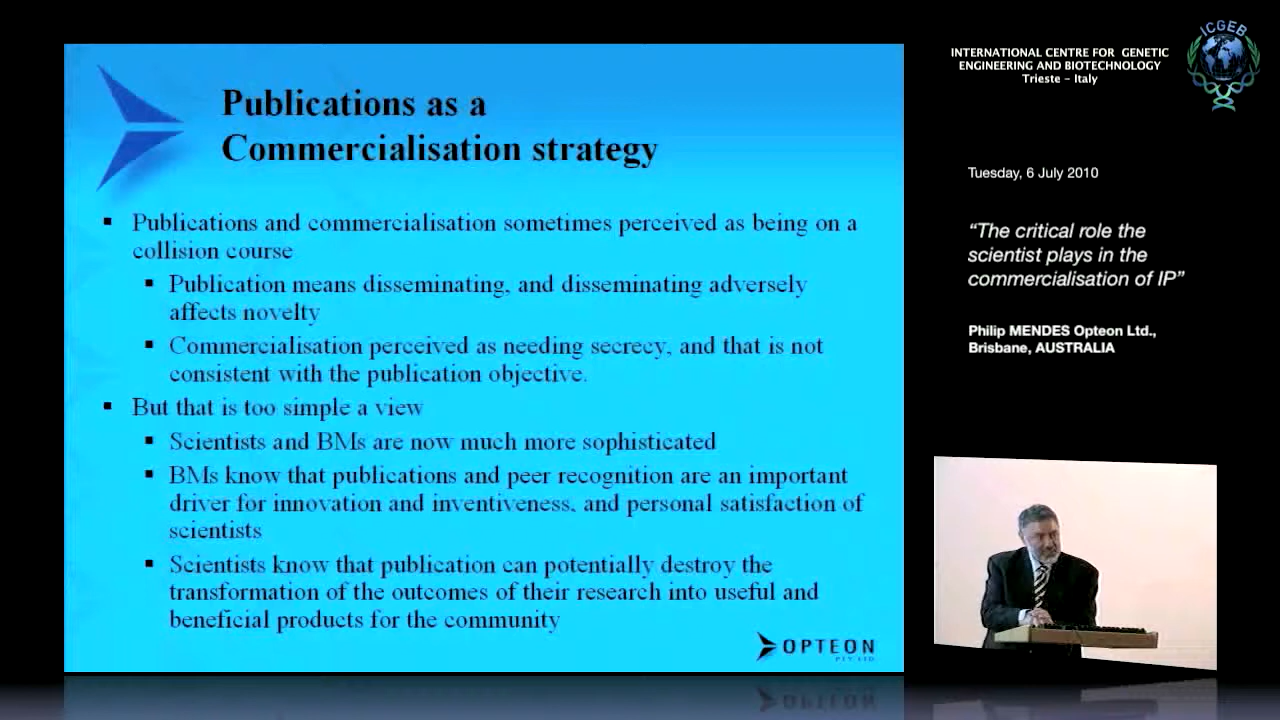 Publications as a
Commercialisation strategy
▪ Publications and commercialisation sometimes perceived as being on a
collision course
▪ Publication means disseminating, and disseminating adversely
affects novelty
▪ Commercialisation perceived as needing secrecy, and that is not
consistent with the publication objective.
▪ But that is too simple a view
▪ Scientists and BMs are now much more sophisticated
▪ BMs know that publications and peer recognition are an important
driver for innovation and inventiveness, and personal satisfaction of
scientists
▪ Scientists know that publication can potentially destroy the
transformation of the outcomes of their research into useful and
beneficial products for the community
OPTEON
PTY LTD
INTERNATIONAL CENTRE FOR GENETIC
ENGINEERING AND BIOTECHNOLOGY
Trieste - Italy
ICGEB
Tuesday, 6 July 2010
“The critical role the
scientist plays in the
commercialisation of IP”
Philip MENDES Opteon Ltd.,
Brisbane, AUSTRALIA